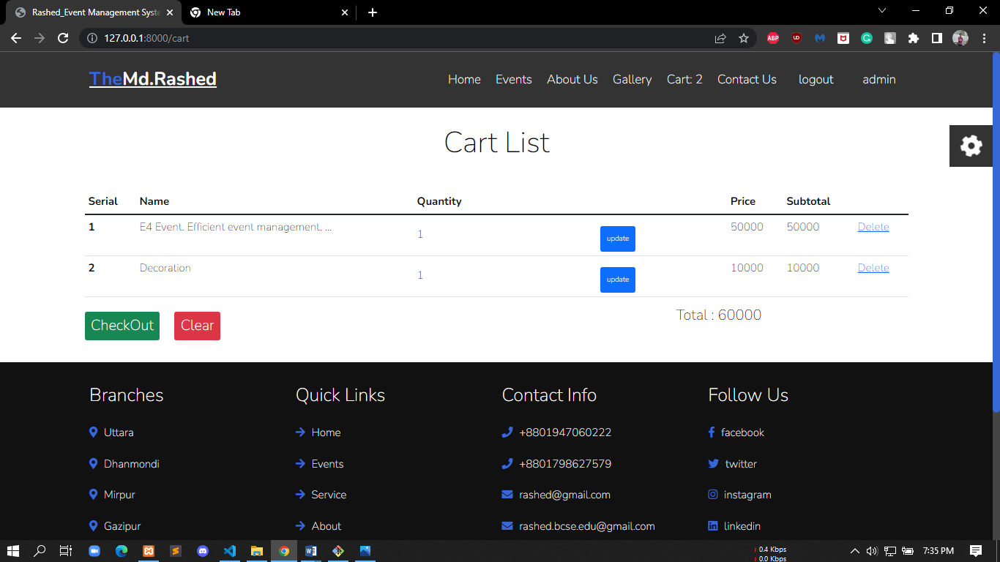 Rashed_Event Management Syste
New Tab
127.0.0.1:8000/cart
ABP
TheMd.Rashed
Home Events About Us Gallery Cart: 2 Contact Us logout admin
Cart List
Serial Name Quantity Price Subtotal
1 E4 Event. Efficient event management. ... 1 update 50000 50000 Delete
2 Decoration 1 update 10000 10000 Delete
CheckOut Clear Total : 60000
Branches Quick Links Contact Info Follow Us
Uttara Home +8801947060222 facebook
Dhanmondi Events +8801798627579 twitter
Mirpur Service rashed@gmail.com instagram
Gazipur About rashed.bcse.edu@gmail.com linkedin
0.4 Kbps
0.0 Kbps
7:35 PM